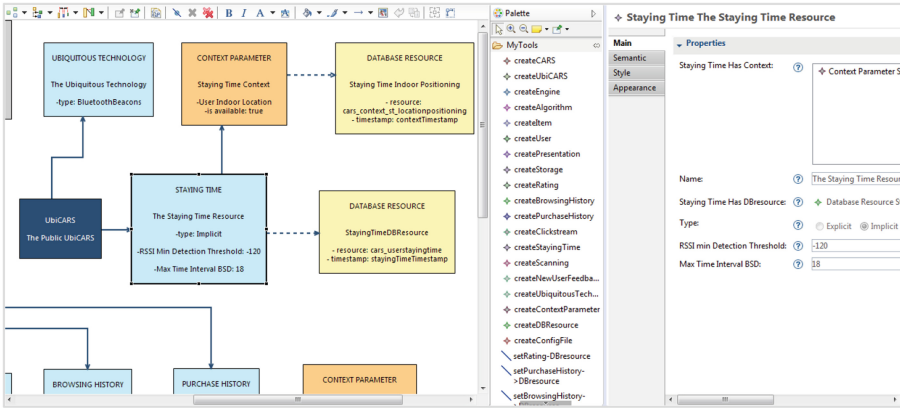 B I A
UBIQUITOUS TECHNOLOGY
The Ubiquitous Technology
-type: BluetoothBeacons
CONTEXT PARAMETER
Staying Time Context
-User Indoor Location
-is available: true
DATABASE RESOURCE
Staying Time Indoor Positioning
- resource:
cars_context_st_locationpositioning
- timestamp: contextTimestamp
UbiCARS
The Public UbiCARS
STAYING TIME
The Staying Time Resource
-type: Implicit
-RSSI Min Detection Threshold: -120
-Max Time Interval BSD: 18
DATABASE RESOURCE
StayingTimeDBResource
- resource: cars_userstayingtime
- timestamp: stayingTimeTimestamp
BROWSING HISTORY
PURCHASE HISTORY
CONTEXT PARAMETER
Palette
MyTools
createCARS
createUbiCARS
createEngine
createAlgorithm
createItem
createUser
createPresentation
createStorage
createRating
createBrowsingHistory
createPurchaseHistory
createClickstream
createStayingTime
createScanning
createNewUserFeedba...
createUbiquitousTech...
createContextParameter
createDBResource
createConfigFile
setRating-DBresource
setPurchaseHistory-
>DBresource
setBrowsingHistory-
Staying Time The Staying Time Resource
Main
Semantic
Style
Appearance
Properties
Staying Time Has Context:
Context Parameter S
Name:
The Staying Time Resour
Staying Time Has DBresource:
Database Resource St
Type:
Explicit
Implicit
RSSI min Detection Threshold:
-120
Max Time Interval BSD:
18